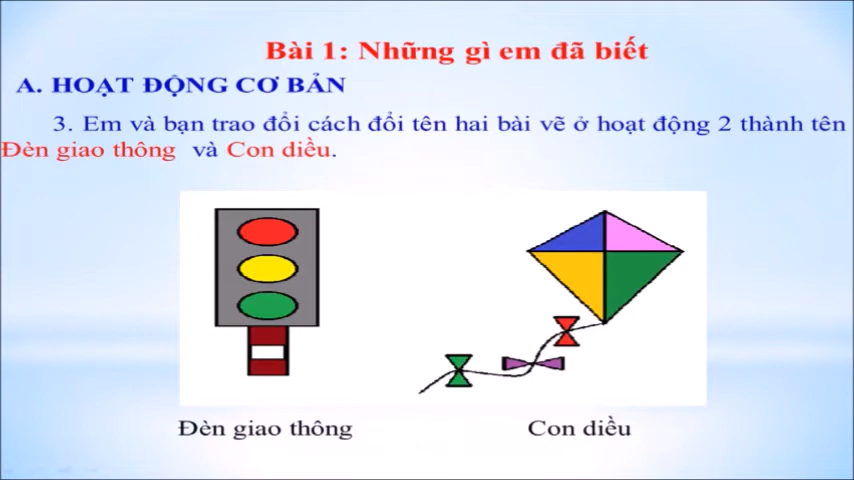 Bài 1: Những gì em đã biết
A. HOẠT ĐỘNG CƠ BẢN
3. Em và bạn trao đổi cách đổi tên hai bài vẽ ở hoạt động 2 thành tên
Đèn giao thông và Con diều.
Đèn giao thông
Con diều